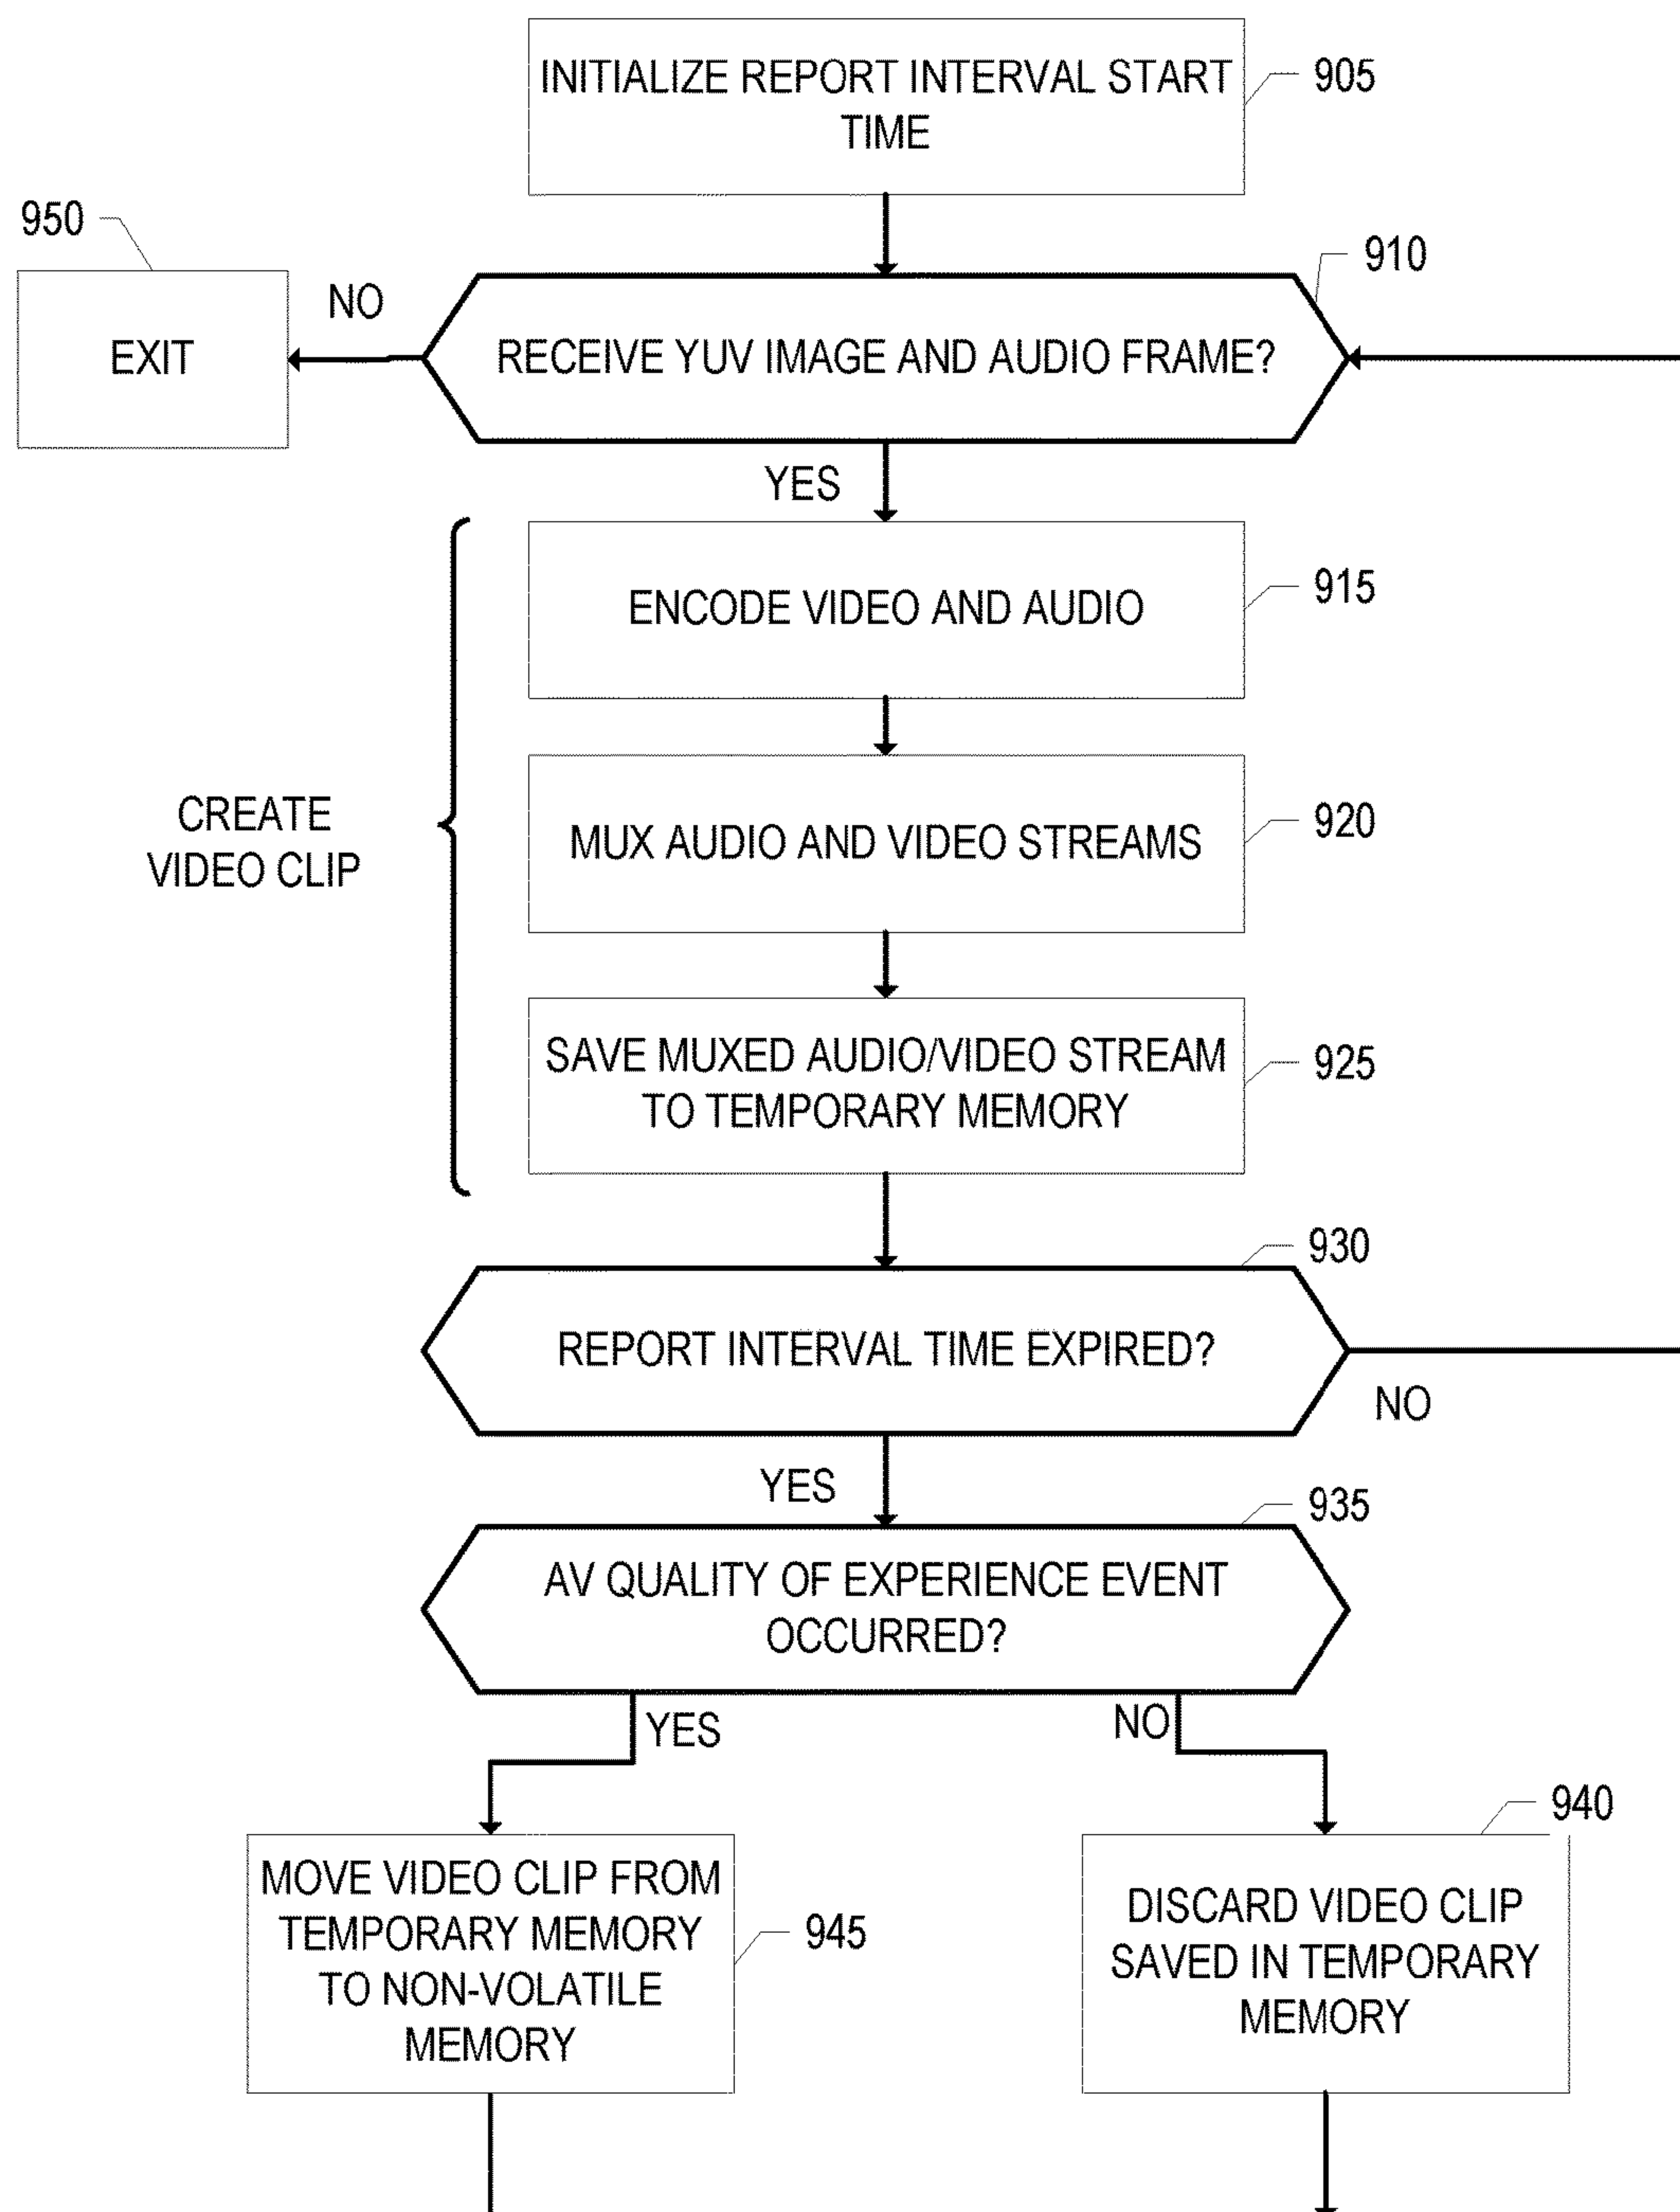 INITIALIZE REPORT INTERVAL START
TIME
905
950
910
NO
EXIT
RECEIVE YUV IMAGE AND AUDIO FRAME?
YES
915
ENCODE VIDEO AND AUDIO
CREATE
VIDEO CLIP
920
MUX AUDIO AND VIDEO STREAMS
SAVE MUXED AUDIO/VIDEO STREAM
TO TEMPORARY MEMORY
925
930
REPORT INTERVAL TIME EXPIRED?
NO
YES
935
AV QUALITY OF EXPERIENCE EVENT
OCCURRED?
YES
NO
940
MOVE VIDEO CLIP FROM
TEMPORARY MEMORY
TO NON-VOLATILE
MEMORY
945
DISCARD VIDEO CLIP
SAVED IN TEMPORARY
MEMORY